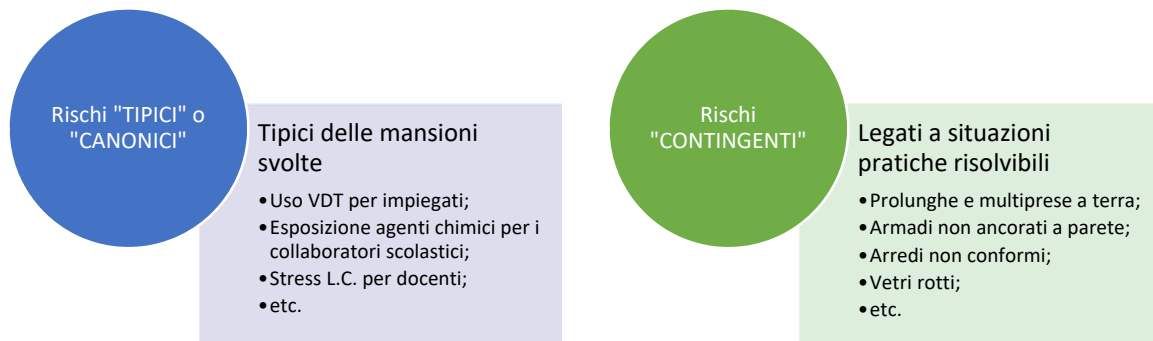 Rischi "TIPICI" o
"CANONICI"
Tipici delle mansioni
svolte
•Uso VDT per impiegati;
•Esposizione agenti chimici per i
collaboratori scolastici;
•Stress L.C. per docenti;
•etc.
Rischi
"CONTINGENTI"
Legati a situazioni
pratiche risolvibili
•Prolunghe e multiprese a terra;
•Armadi non ancorati a parete;
•Arredi non conformi;
•Vetri rotti;
•etc.